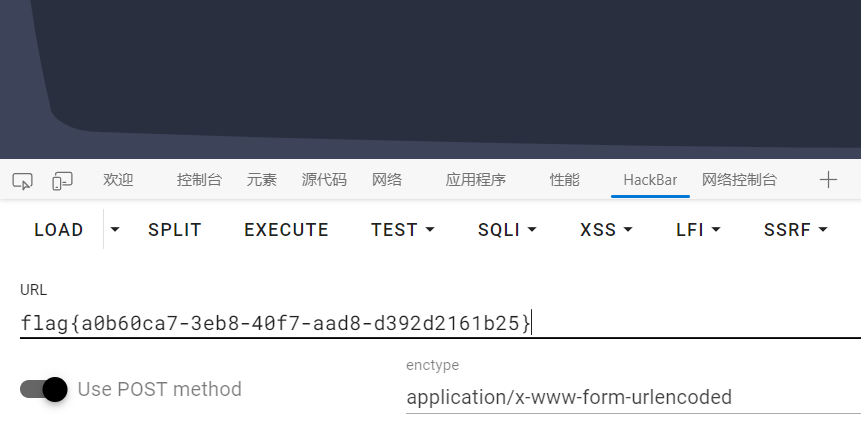 欢迎 控制台 元素 源代码 网络 应用程序 性能 HackBar 网络控制台
LOAD SPLIT EXECUTE TEST SQLI XSS LFI SSRF
URL
flag{a0b60ca7-3eb8-40f7-aad8-d392d2161b25}
enctype
Use POST method
application/x-www-form-urlencoded